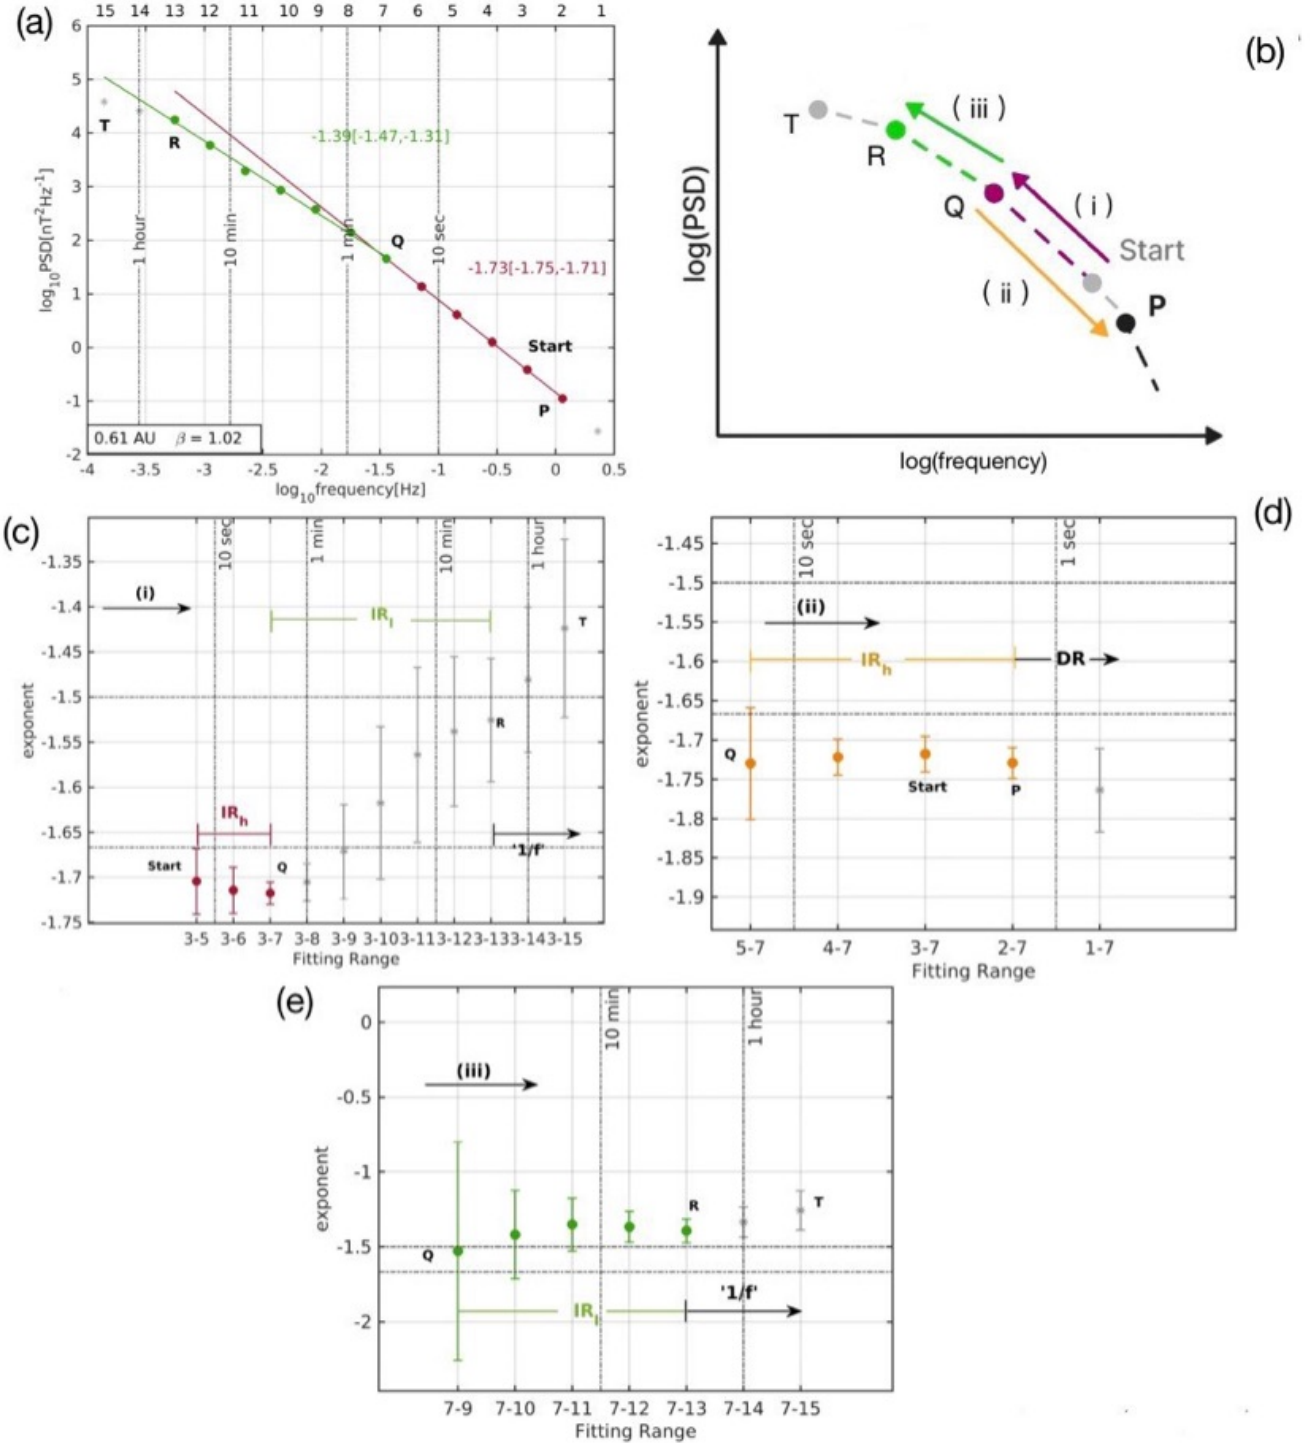 (a)
15 14 13 12 11 10 9 8 7 6 5 4 3 2 1
6
5
4
3
2
1
0
-1
-2
log10PSD[nT2Hz-1]
T
R
-1.39[-1.47,-1.31]
1 hour
10 min
1 min
10 sec
Q
-1.73[-1.75,-1.71]
Start
P
0.61 AU β = 1.02
-4 -3.5 -3 -2.5 -2 -1.5 -1 -0.5 0 0.5
log10frequency[Hz]
(b)
log(PSD)
T
R
(iii)
Q
(i)
Start
(ii)
P
log(frequency)
(c)
10 sec
1 min
10 min
1 hour
-1.35
-1.4
-1.45
-1.5
-1.55
-1.6
-1.65
-1.7
-1.75
exponent
(i)
IRl
T
R
IRh
'1/f'
Start
Q
3-5 3-6 3-7 3-8 3-9 3-10 3-11 3-12 3-13 3-14 3-15
Fitting Range
(d)
10 sec
1 sec
-1.45
-1.5
-1.55
-1.6
-1.65
-1.7
-1.75
-1.8
-1.85
-1.9
exponent
(ii)
IRh
DR
Q
Start
P
5-7 4-7 3-7 2-7 1-7
Fitting Range
(e)
10 min
1 hour
0
-0.5
-1
-1.5
-2
exponent
(iii)
R
T
Q
'1/f'
IRl
7-9 7-10 7-11 7-12 7-13 7-14 7-15
Fitting Range